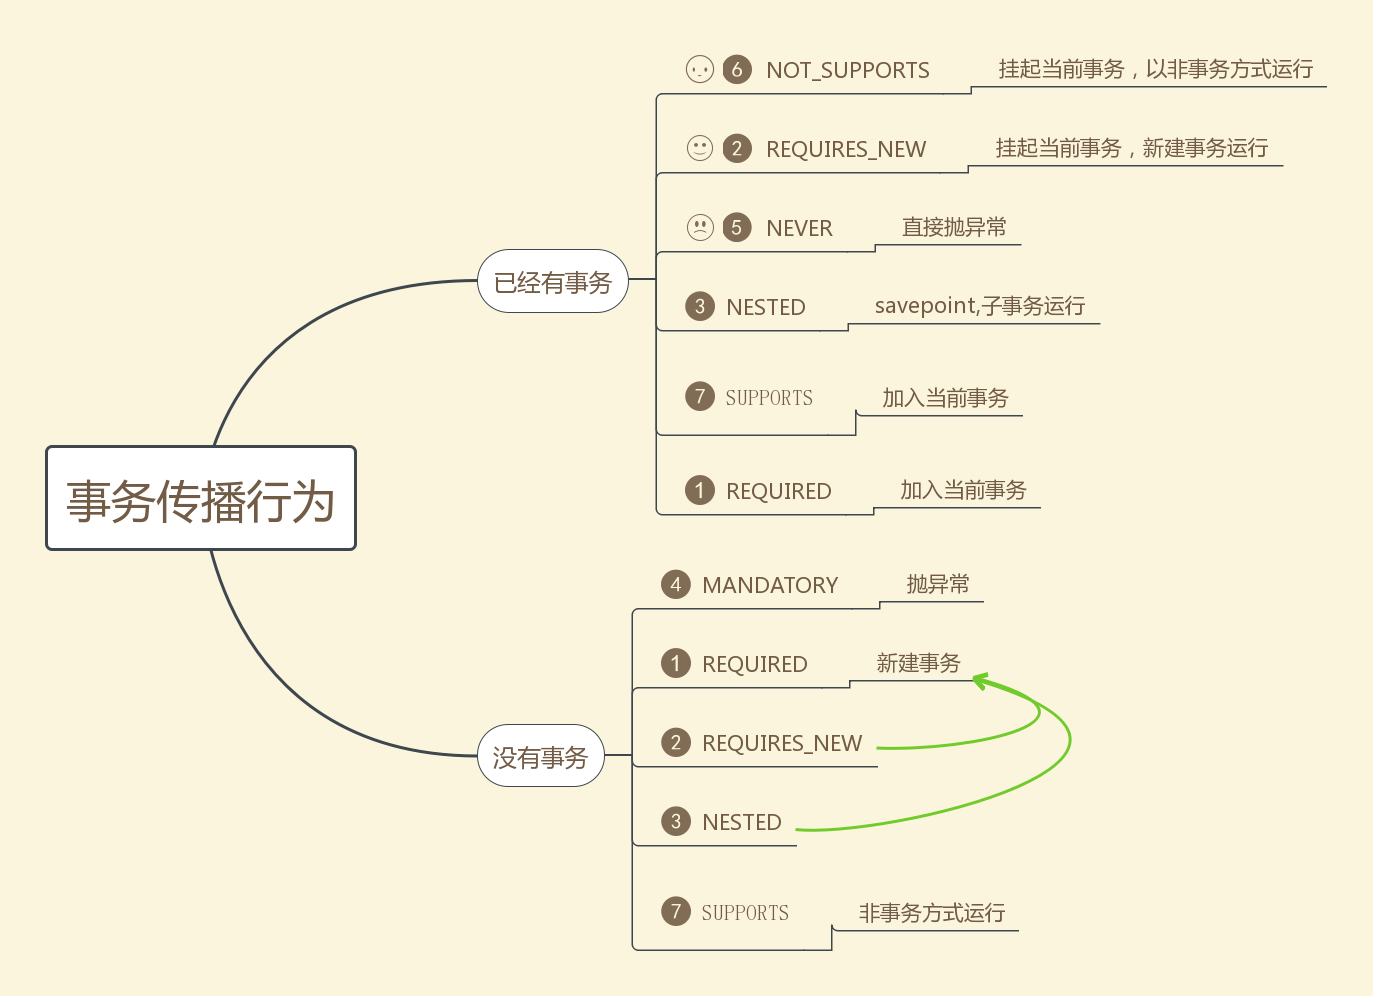 事务传播行为
已经有事务
6 NOT_SUPPORTS 挂起当前事务，以非事务方式运行
2 REQUIRES_NEW 挂起当前事务，新建事务运行
5 NEVER 直接抛异常
3 NESTED savepoint,子事务运行
7 SUPPORTS 加入当前事务
1 REQUIRED 加入当前事务
没有事务
4 MANDATORY 抛异常
1 REQUIRED 新建事务
2 REQUIRES_NEW
3 NESTED
7 SUPPORTS 非事务方式运行